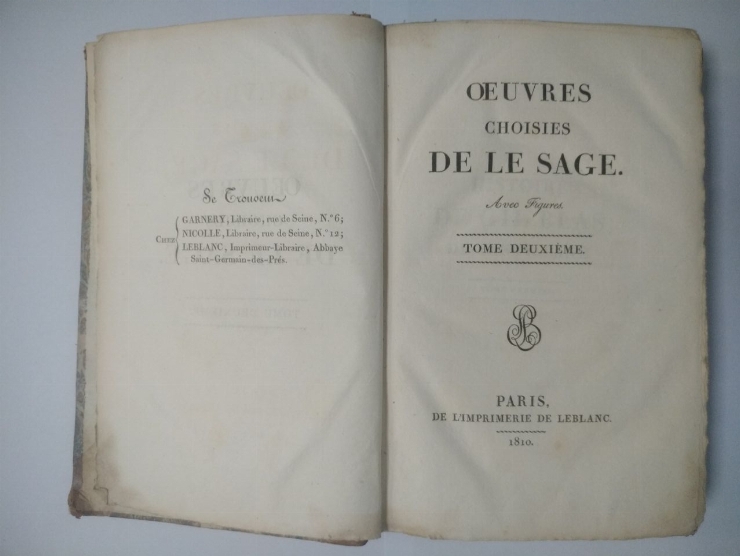 Se Trouvent
Chez
GARNERY, Libraire, rue de Seine, N.° 6;
NICOLLE, Libraire, rue de Seine, N.° 12;
LEBLANC, Imprimeur-Libraire, Abbaye
Saint-Germain-des-Prés.
OEUVRES
CHOISIES
DE LE SAGE.
Avec Figures.
TOME DEUXIÈME.
PARIS,
DE L'IMPRIMERIE DE LEBLANC.
1810.